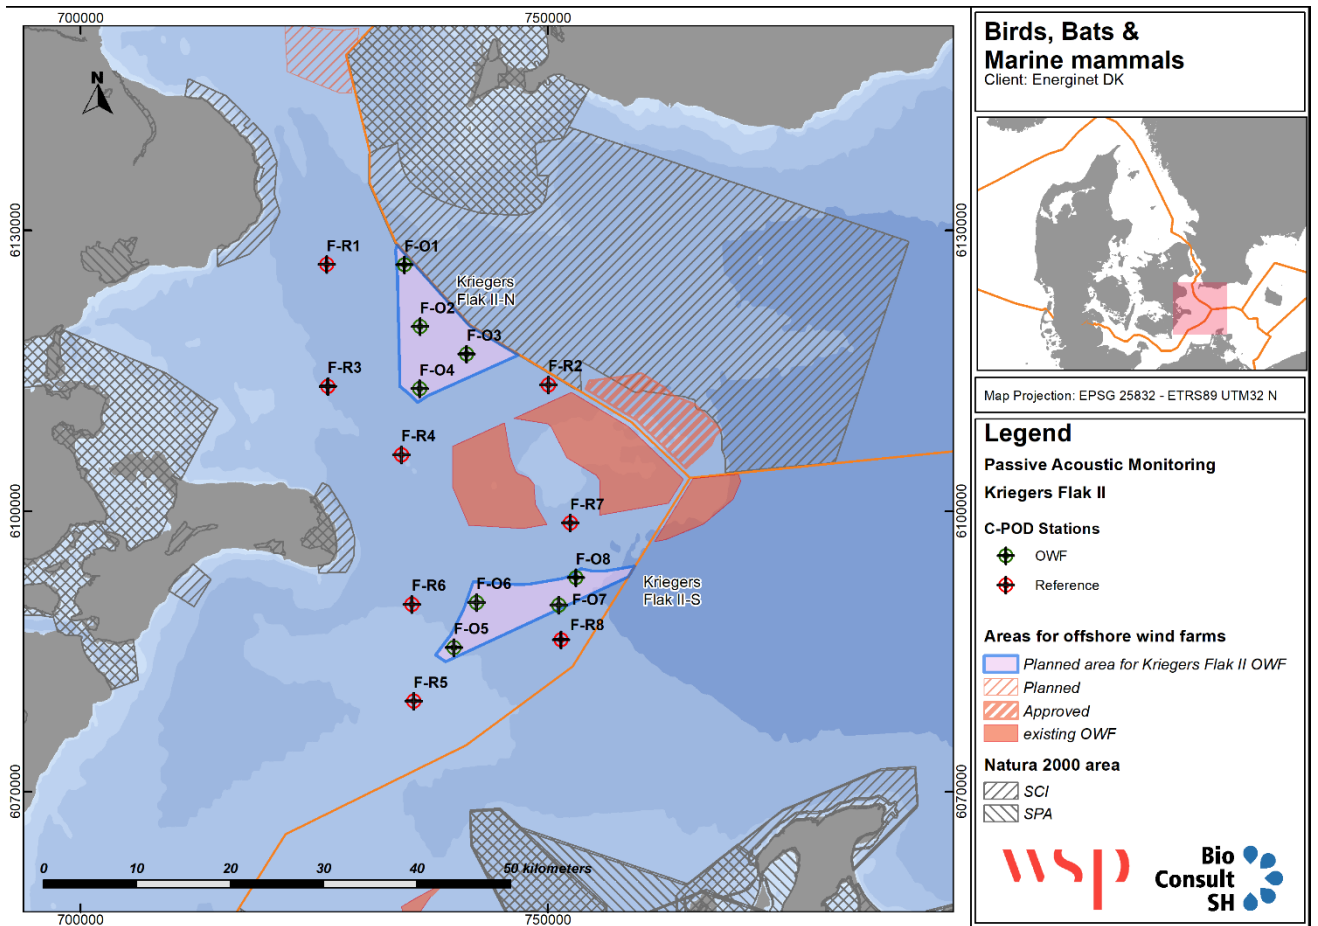 700000
750000
N
6130000
6130000
F-R1
F-O1
Kriegers
Flak II-N
F-O2
F-O3
F-R3
F-O4
F-R2
F-R4
6100000
6100000
F-R7
F-O8
F-R6
F-O6
Kriegers
Flak II-S
F-O7
F-O5
F-R8
F-R5
6070000
6070000
0
10
20
30
40
50 kilometers
700000
750000
Birds, Bats &
Marine mammals
Client: Energinet DK
Map Projection: EPSG 25832 - ETRS89 UTM32 N
Legend
Passive Acoustic Monitoring
Kriegers Flak II
C-POD Stations
OWF
Reference
Areas for offshore wind farms
Planned area for Kriegers Flak II OWF
Planned
Approved
existing OWF
Natura 2000 area
SCI
SPA
wsp
Bio
Consult
SH